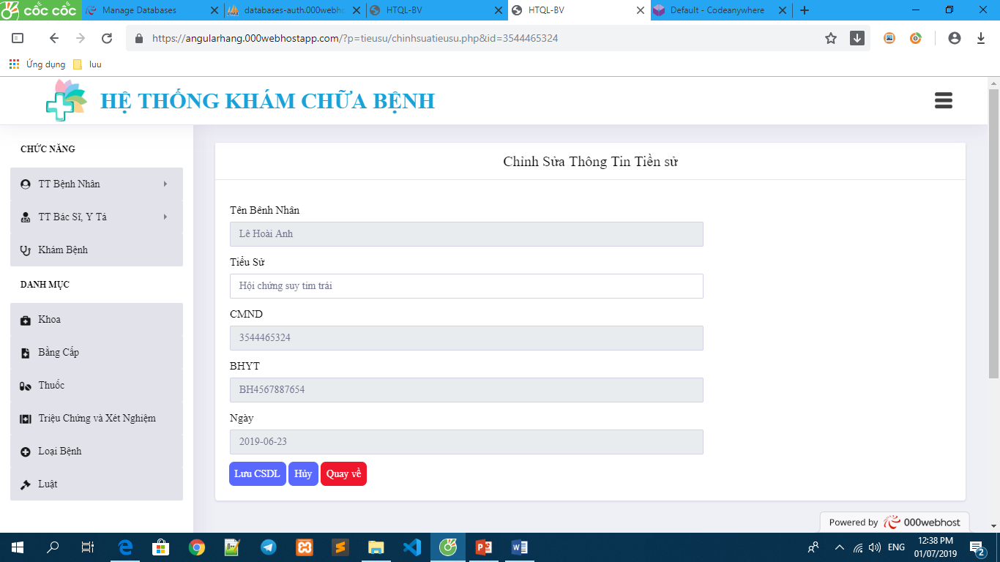 CỐC CỐC
Manage Databases
databases-auth.000webho
HTQL-BV
HTQL-BV
Default - Codeanywhere
https://angularhang.000webhostapp.com/?p=tieusu/chinhsuatieusu.php&id=3544465324
Ứng dụng
luu
HỆ THỐNG KHÁM CHỮA BỆNH
CHỨC NĂNG
TT Bệnh Nhân
TT Bác Sĩ, Y Tá
Khám Bệnh
DANH MỤC
Khoa
Bằng Cấp
Thuốc
Triệu Chứng và Xét Nghiệm
Loại Bệnh
Luật
Chỉnh Sửa Thông Tin Tiền sử
Tên Bênh Nhân
Lê Hoài Anh
Tiểu Sử
Hội chứng suy tim trái
CMND
3544465324
BHYT
BH4567887654
Ngày
2019-06-23
Lưu CSDL
Hủy
Quay về
Powered by 000webhost
ENG
12:38 PM
01/07/2019
2